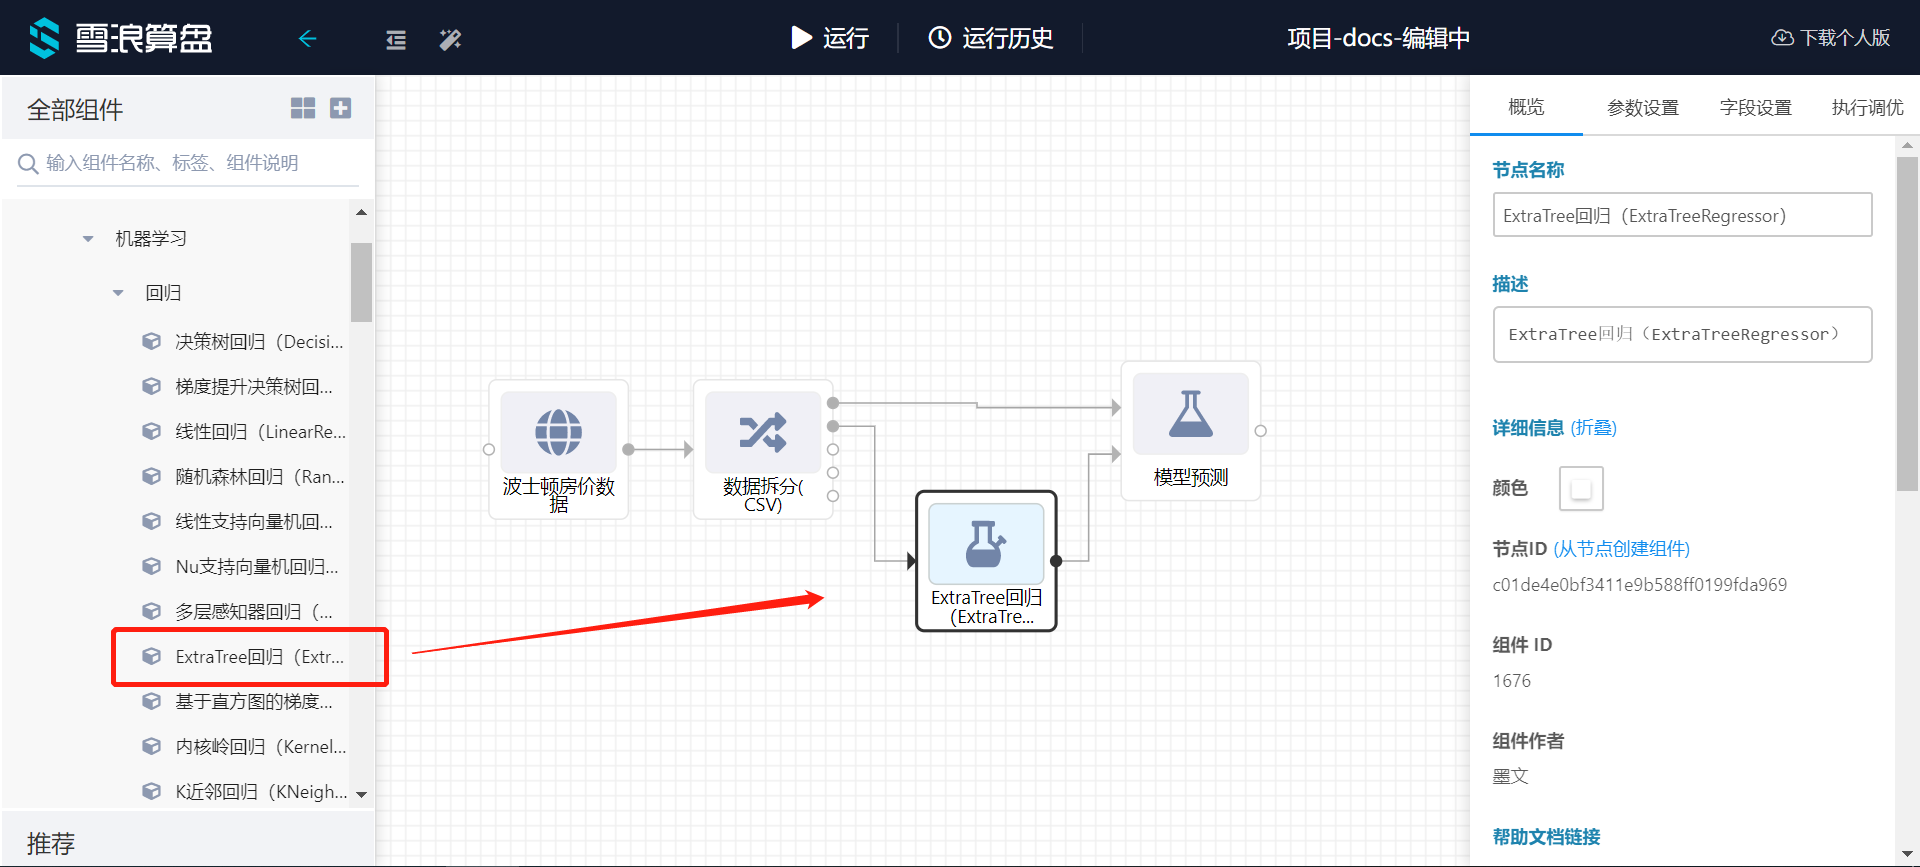 雪浪算盘
运行
运行历史
项目-docs-编辑中
下载个人版
全部组件
输入组件名称、标签、组件说明
机器学习
回归
决策树回归（Decisi...
梯度提升决策树回...
线性回归（LinearRe...
随机森林回归（Ran...
线性支持向量机回...
Nu支持向量机回归...
多层感知器回归（...
ExtraTree回归（Extr...
基于直方图的梯度...
内核岭回归（Kernel...
K近邻回归（KNeigh...
推荐
波士顿房价数
据
数据拆分(
CSV)
ExtraTree回归
（ExtraTre...
模型预测
概览
参数设置
字段设置
执行调优
节点名称
ExtraTree回归（ExtraTreeRegressor）
描述
ExtraTree回归（ExtraTreeRegressor）
详细信息 (折叠)
颜色
节点ID (从节点创建组件)
c01de4e0bf3411e9b588ff0199fda969
组件 ID
1676
组件作者
墨文
帮助文档链接